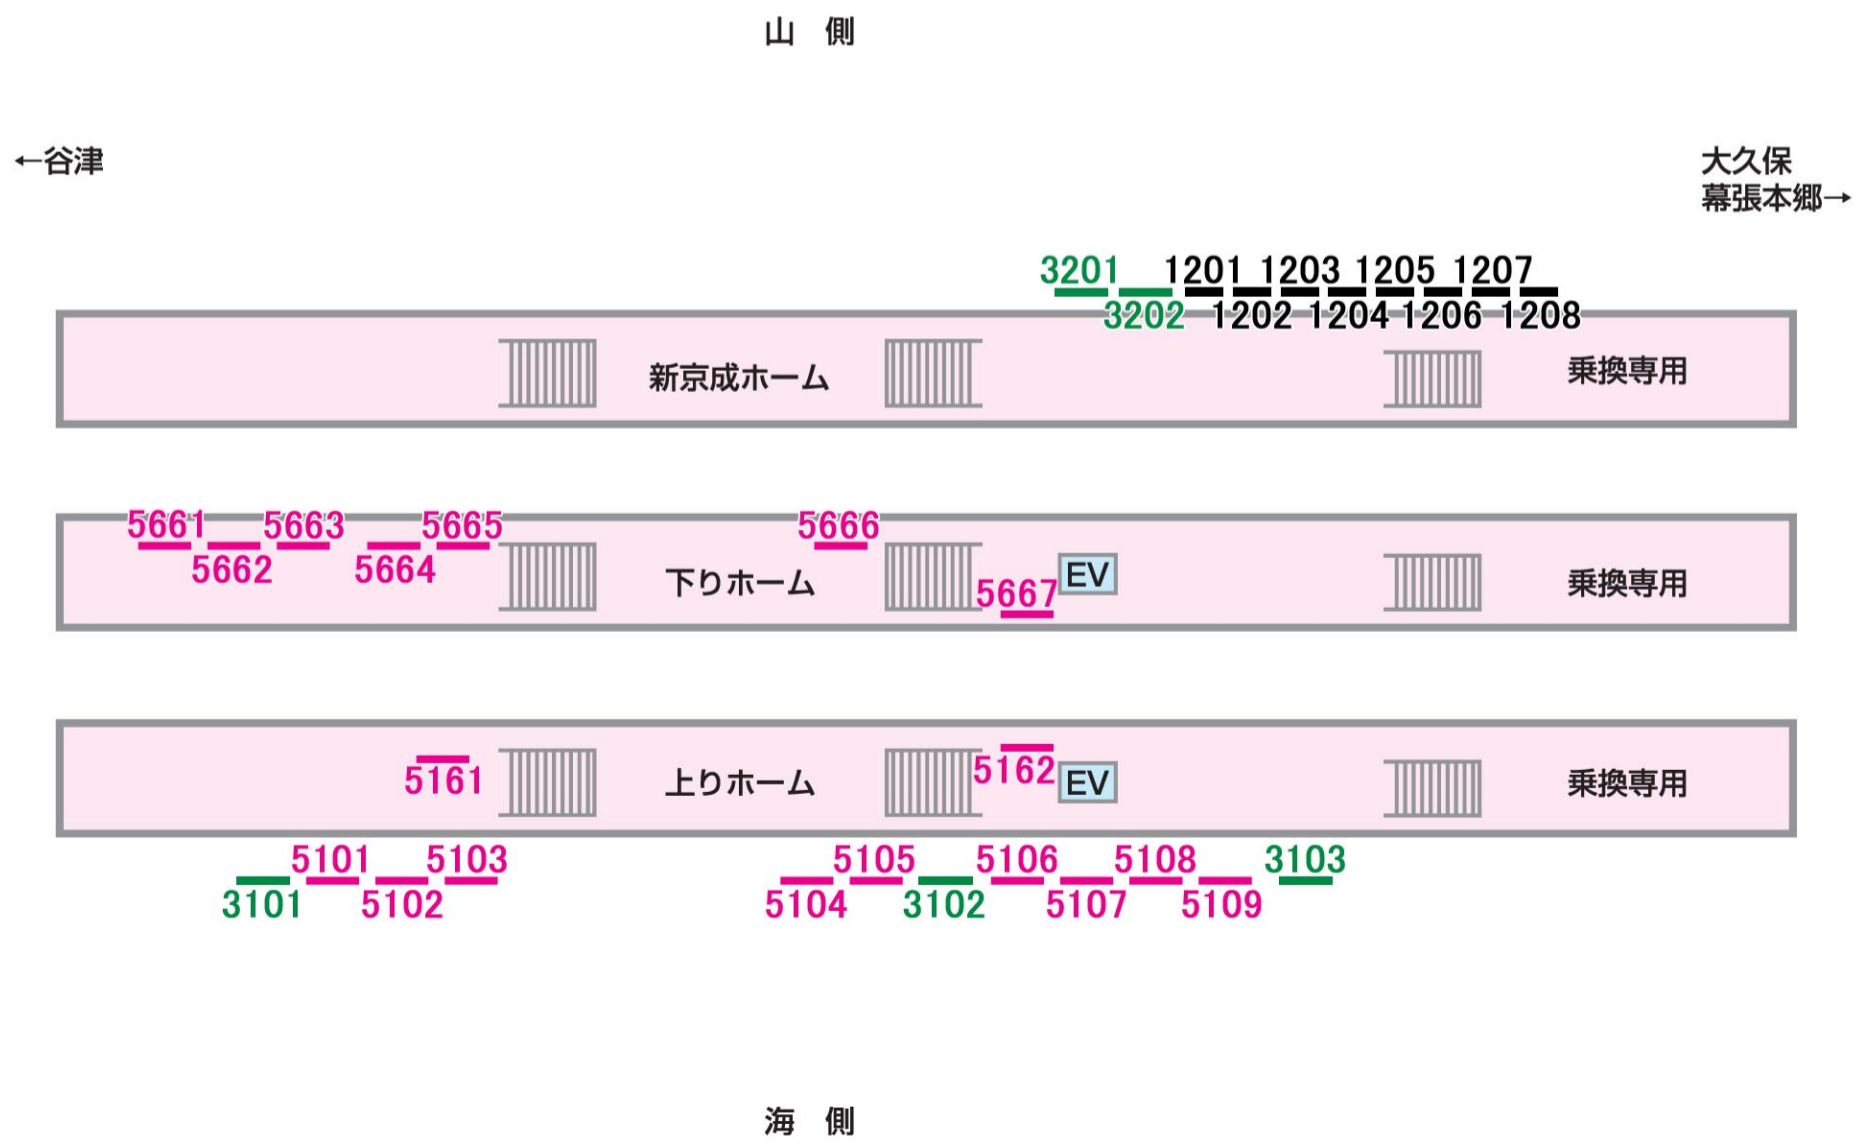 山　側
←谷津
大久保
幕張本郷→
3201 1201 1203 1205 1207
3202 1202 1204 1206 1208
新京成ホーム
乗換専用
5661 5663 5665 5666
5662 5664
下りホーム
5667
EV
乗換専用
5161
上りホーム
5162
EV
乗換専用
5101 5103 5105 5106 5108 3103
3101 5102 5104 3102 5107 5109
海　側